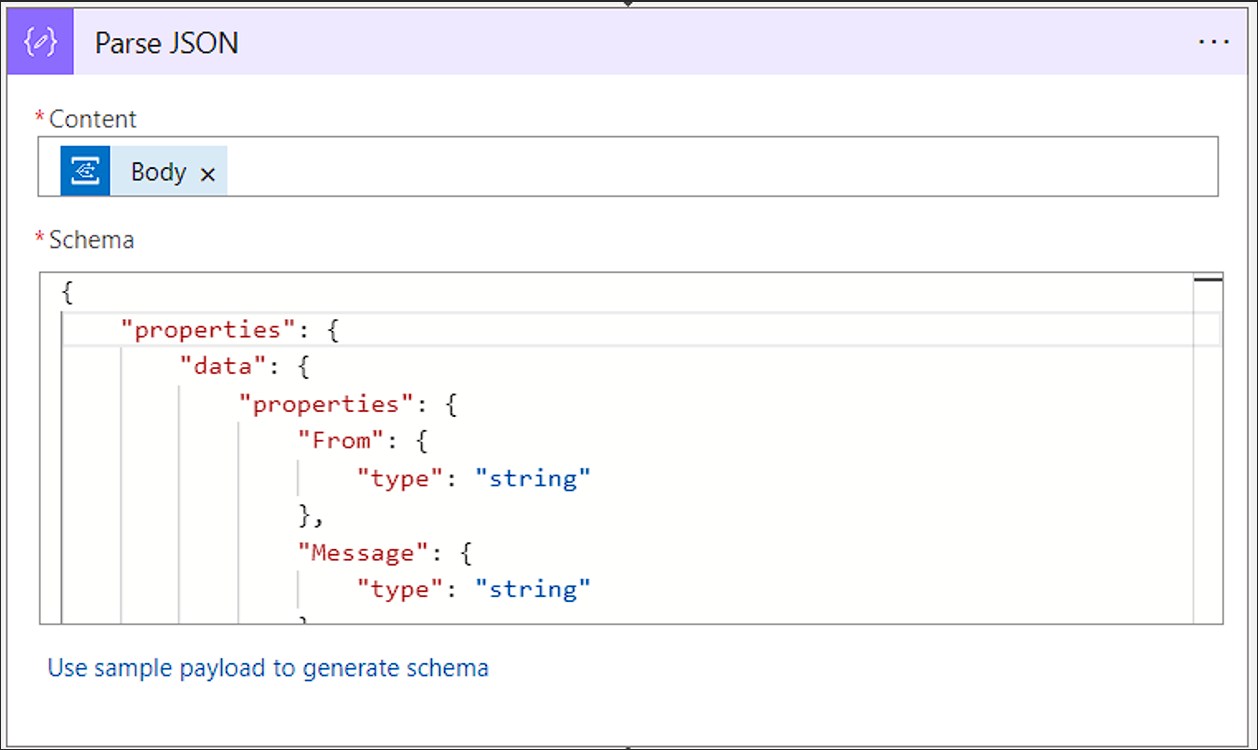 Parse JSON
...
* Content
Body ×
* Schema
{
"properties": {
"data": {
"properties": {
"From": {
"type": "string"
},
"Message": {
"type": "string"
Use sample payload to generate schema